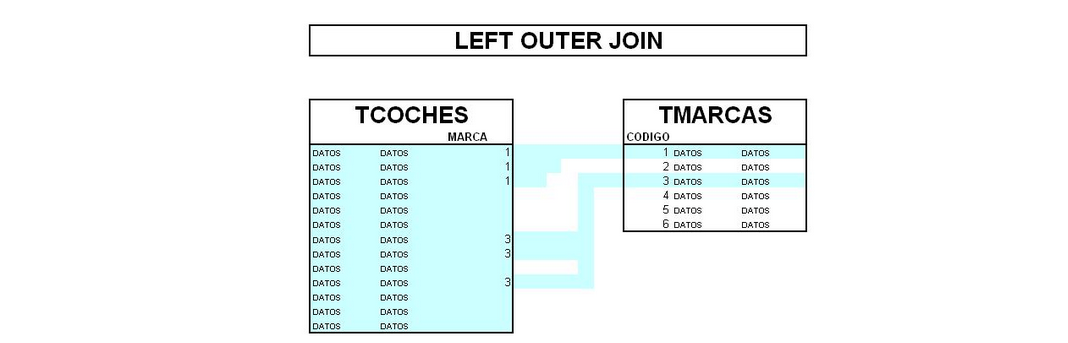 LEFT OUTER JOIN
TCOCHES
MARCA
DATOS DATOS 1
DATOS DATOS 1
DATOS DATOS 1
DATOS DATOS
DATOS DATOS
DATOS DATOS
DATOS DATOS 3
DATOS DATOS 3
DATOS DATOS
DATOS DATOS 3
DATOS DATOS
DATOS DATOS
DATOS DATOS
TMARCAS
CODIGO
1 DATOS DATOS
2 DATOS DATOS
3 DATOS DATOS
4 DATOS DATOS
5 DATOS DATOS
6 DATOS DATOS